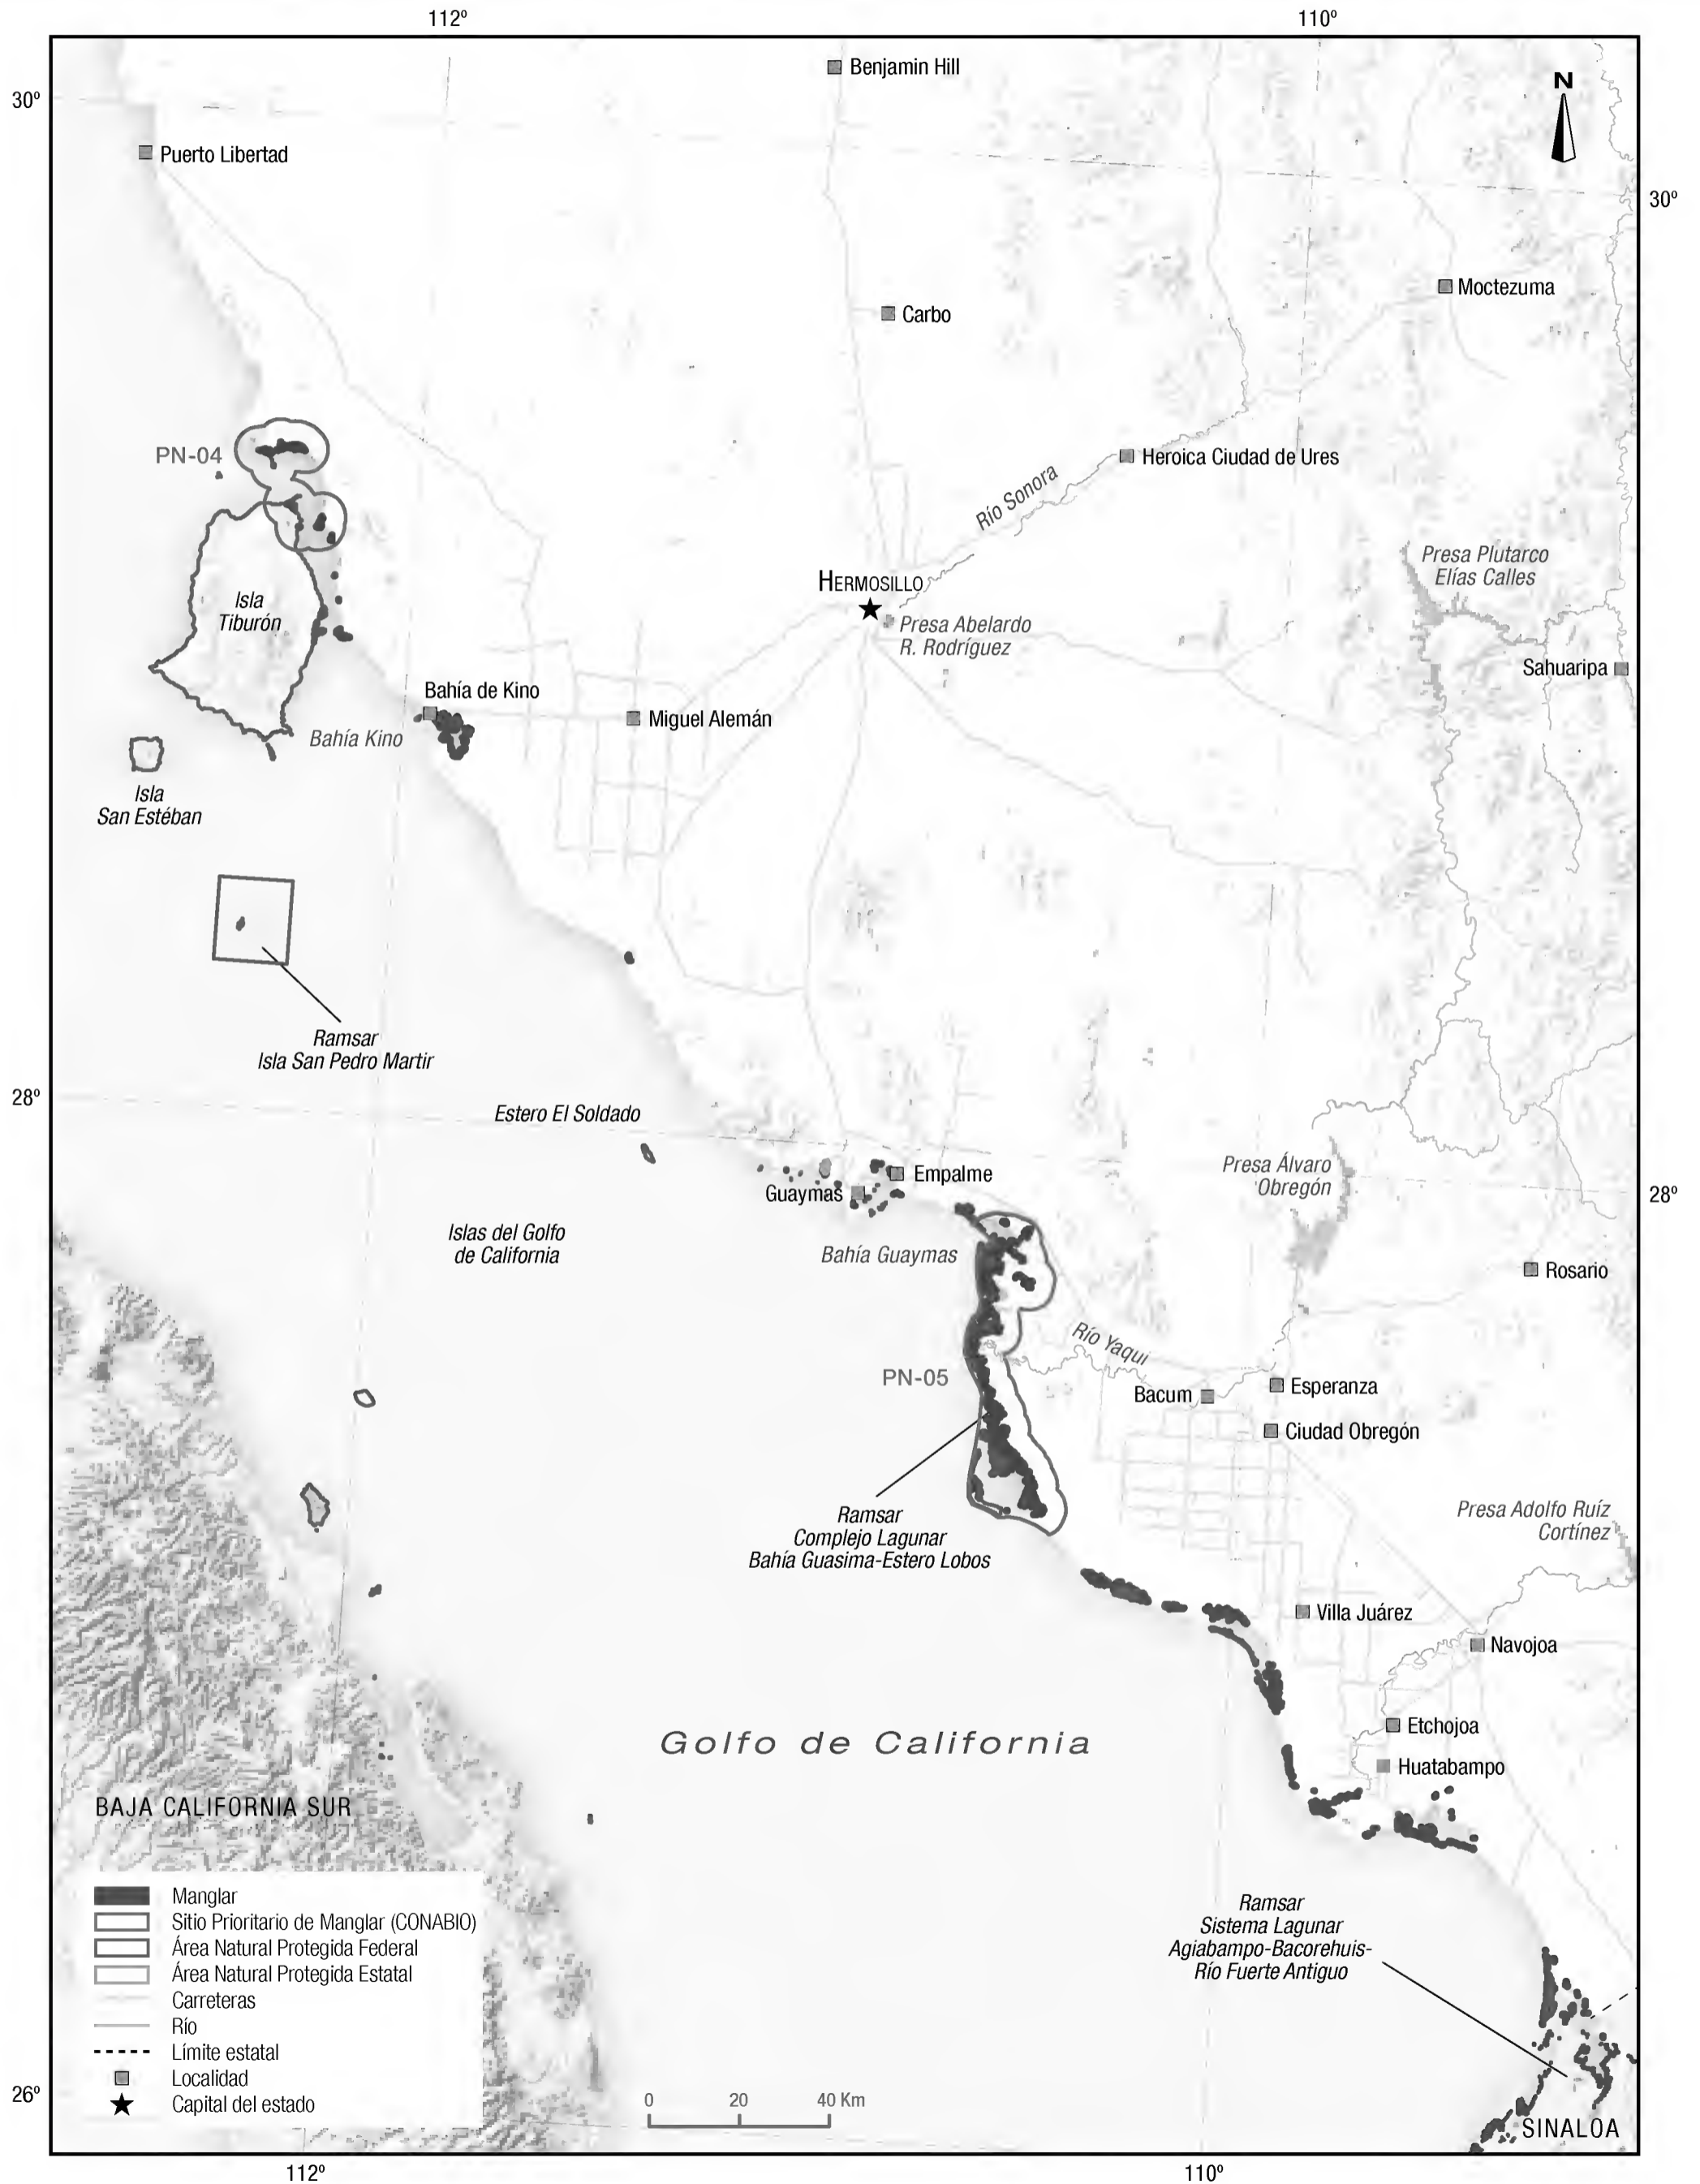 112º
110º
Benjamin Hill
N
30º
Puerto Libertad
30º
Moctezuma
Carbo
PN-04
Heroica Ciudad de Ures
Río Sonora
Presa Plutarco
Elías Calles
HERMOSILLO
Isla
Tiburón
Presa Abelardo
R. Rodríguez
Sahuaripa
Bahía de Kino
Miguel Alemán
Bahía Kino
Isla
San Estéban
Ramsar
Isla San Pedro Martir
28º
Estero El Soldado
Presa Álvaro
Obregón
Empalme
Guaymas
28º
Islas del Golfo
de California
Bahía Guaymas
Rosario
Río Yaqui
PN-05
Esperanza
Bacum
Ciudad Obregón
Ramsar
Complejo Lagunar
Bahía Guasima-Estero Lobos
Presa Adolfo Ruíz
Cortínez
Villa Juárez
Navojoa
Etchojoa
Golfo de California
Huatabampo
BAJA CALIFORNIA SUR
Manglar
Sitio Prioritario de Manglar (CONABIO)
Área Natural Protegida Federal
Área Natural Protegida Estatal
Carreteras
Río
Límite estatal
Localidad
Capital del estado
Ramsar
Sistema Lagunar
Agiabampo-Bacorehuis-
Río Fuerte Antiguo
26º
0 20 40 Km
SINALOA
112º
110º